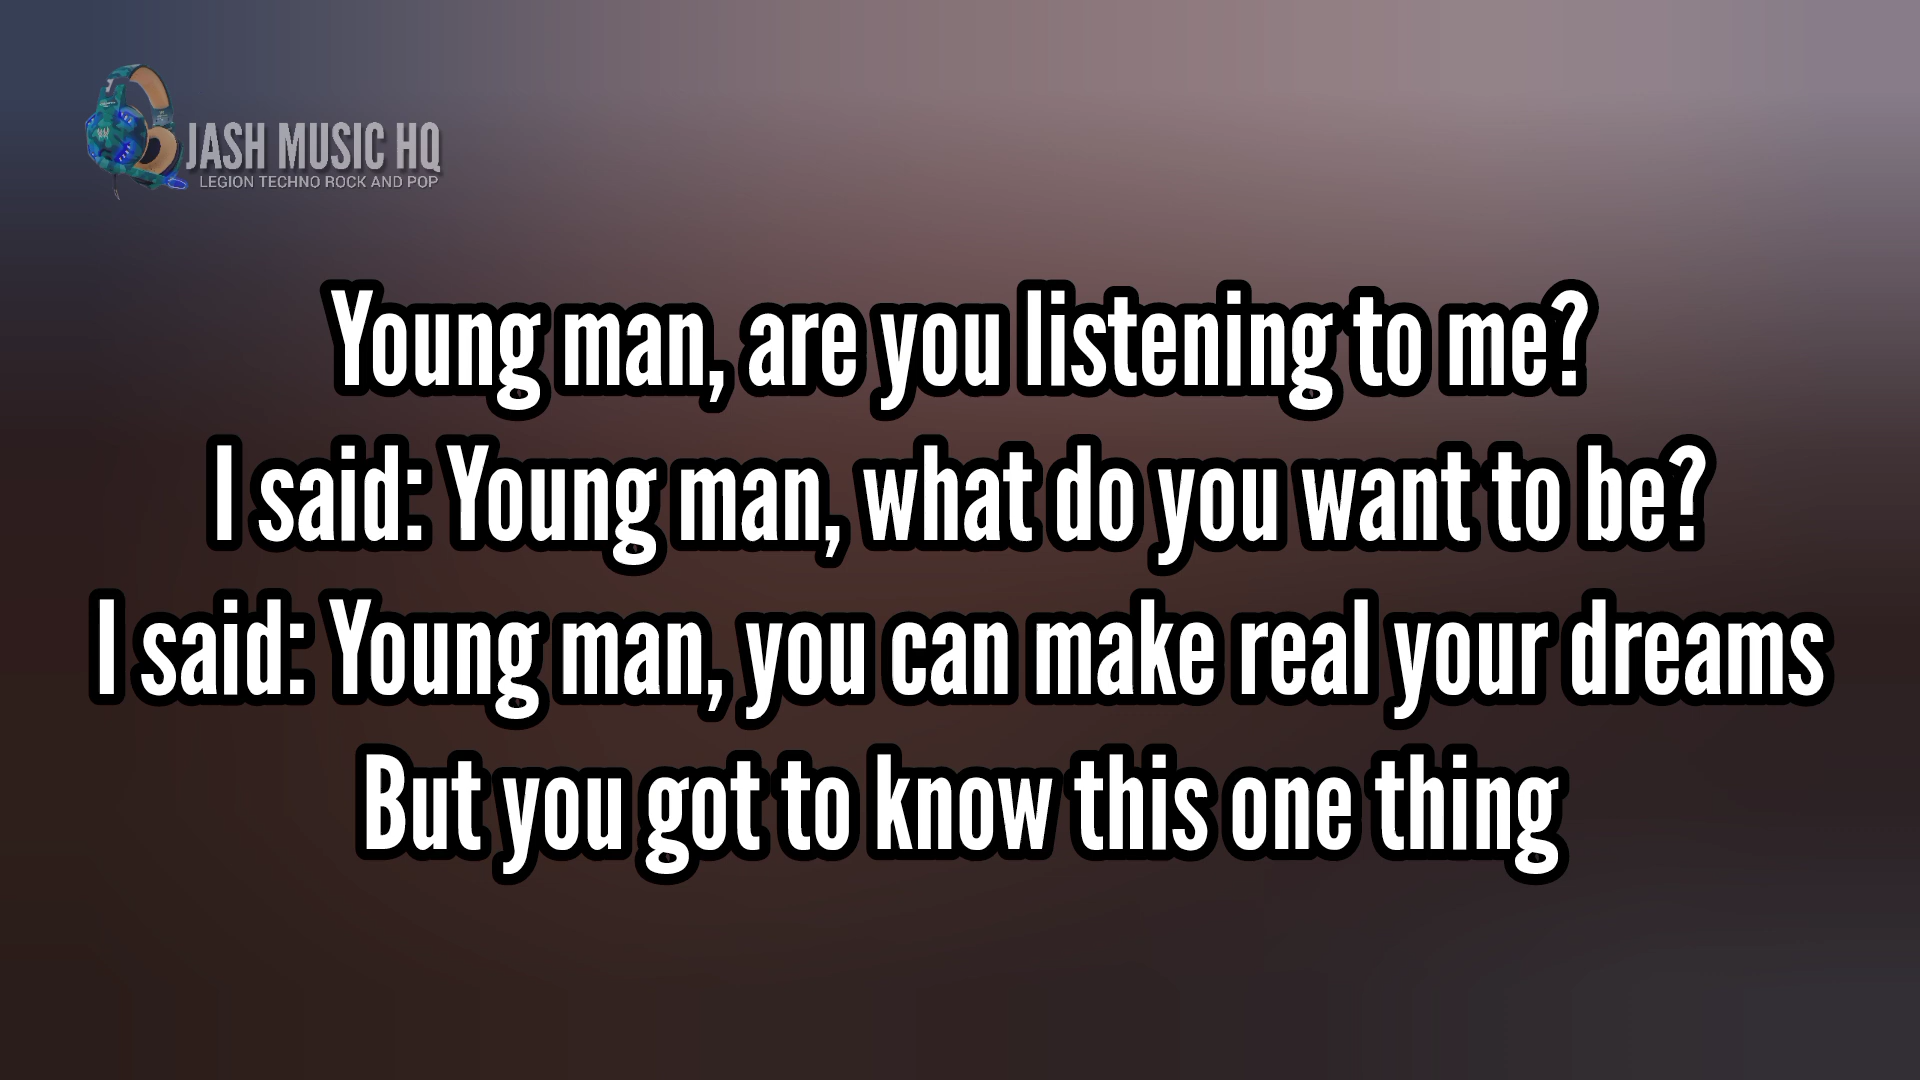 JASH MUSIC HQ
LEGION TECHNO ROCK AND POP
Young man, are you listening to me?
I said: Young man, what do you want to be?
I said: Young man, you can make real your dreams
But you got to know this one thing